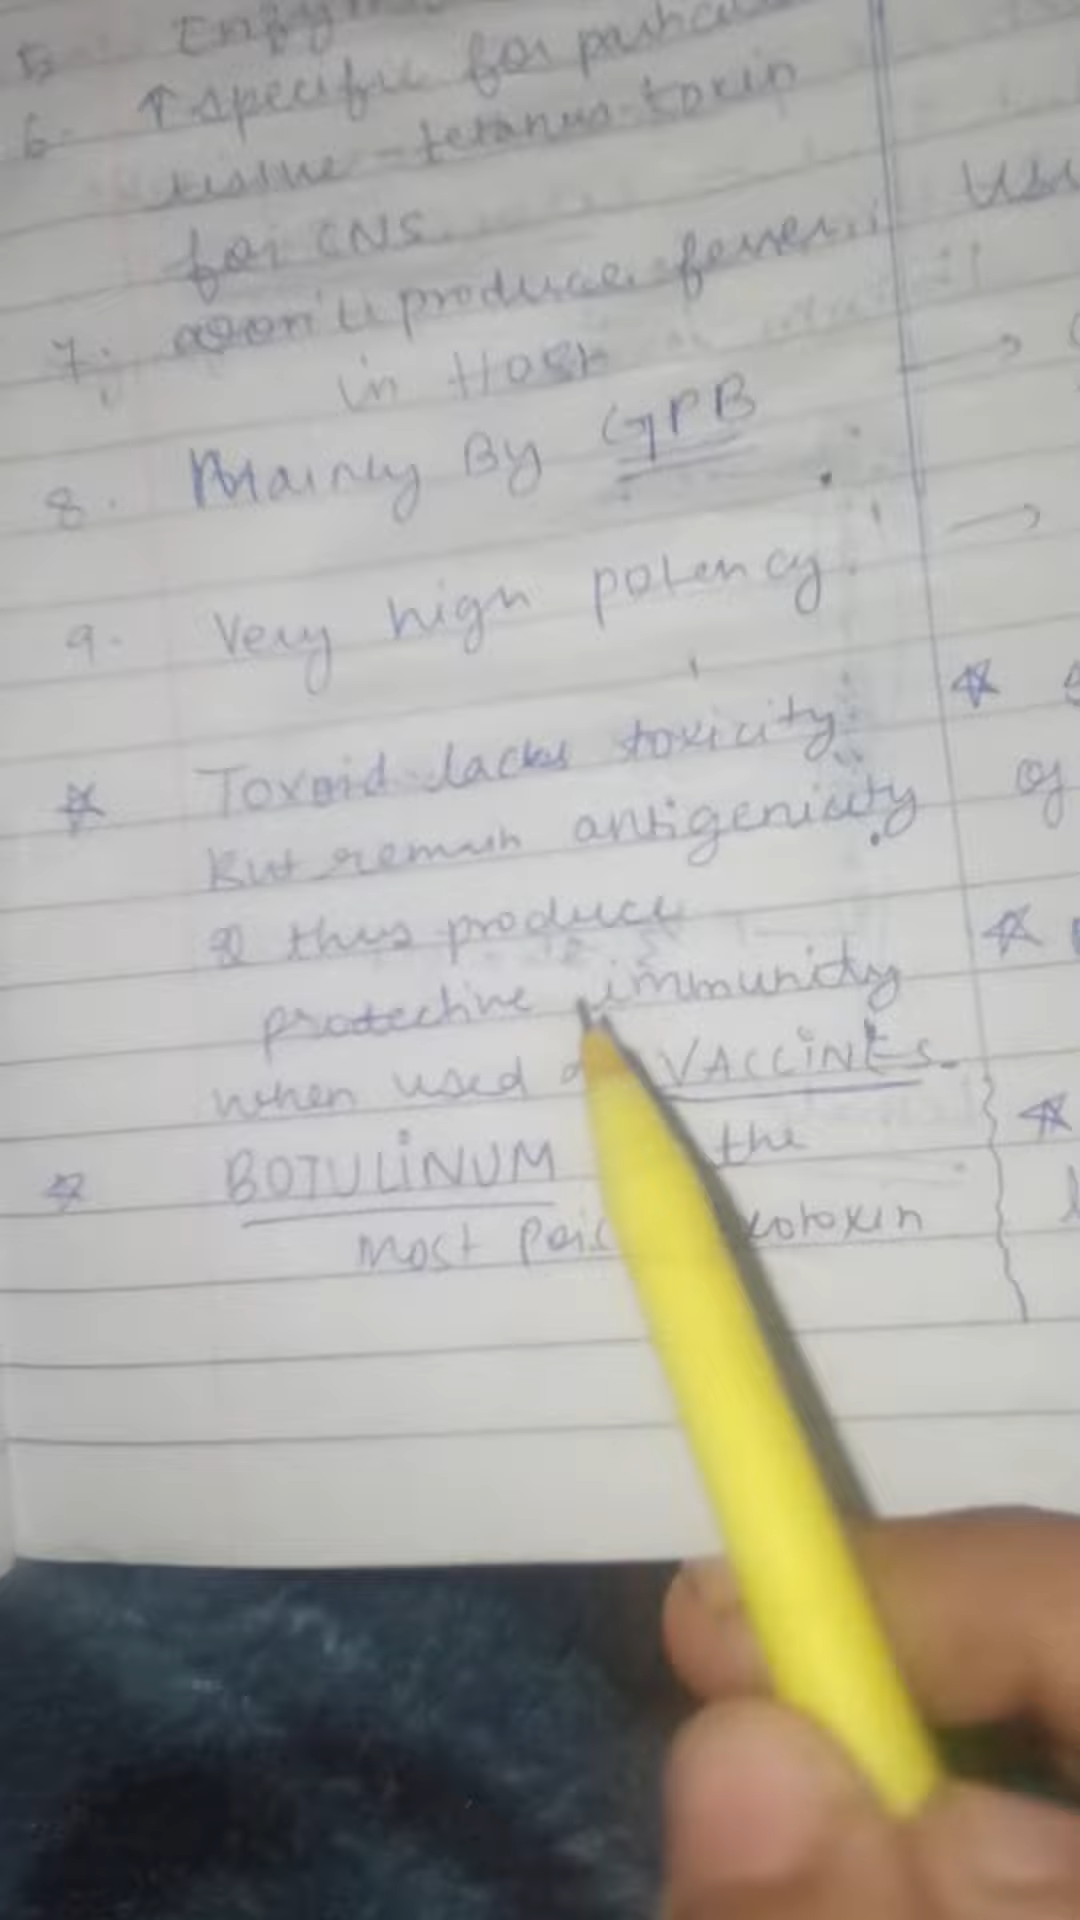 5
6. ↑ specific for
tissue - tetanus toxin
for CNS.
7. don't produce fever
in Host
8. Mainly By GPB
9. Very high potency.
☆ Toxoid lacks toxicity
But remain antigenicity
& thus produce
protective immunity
when used VACCINES
☆ BOTULINUM the
most
of